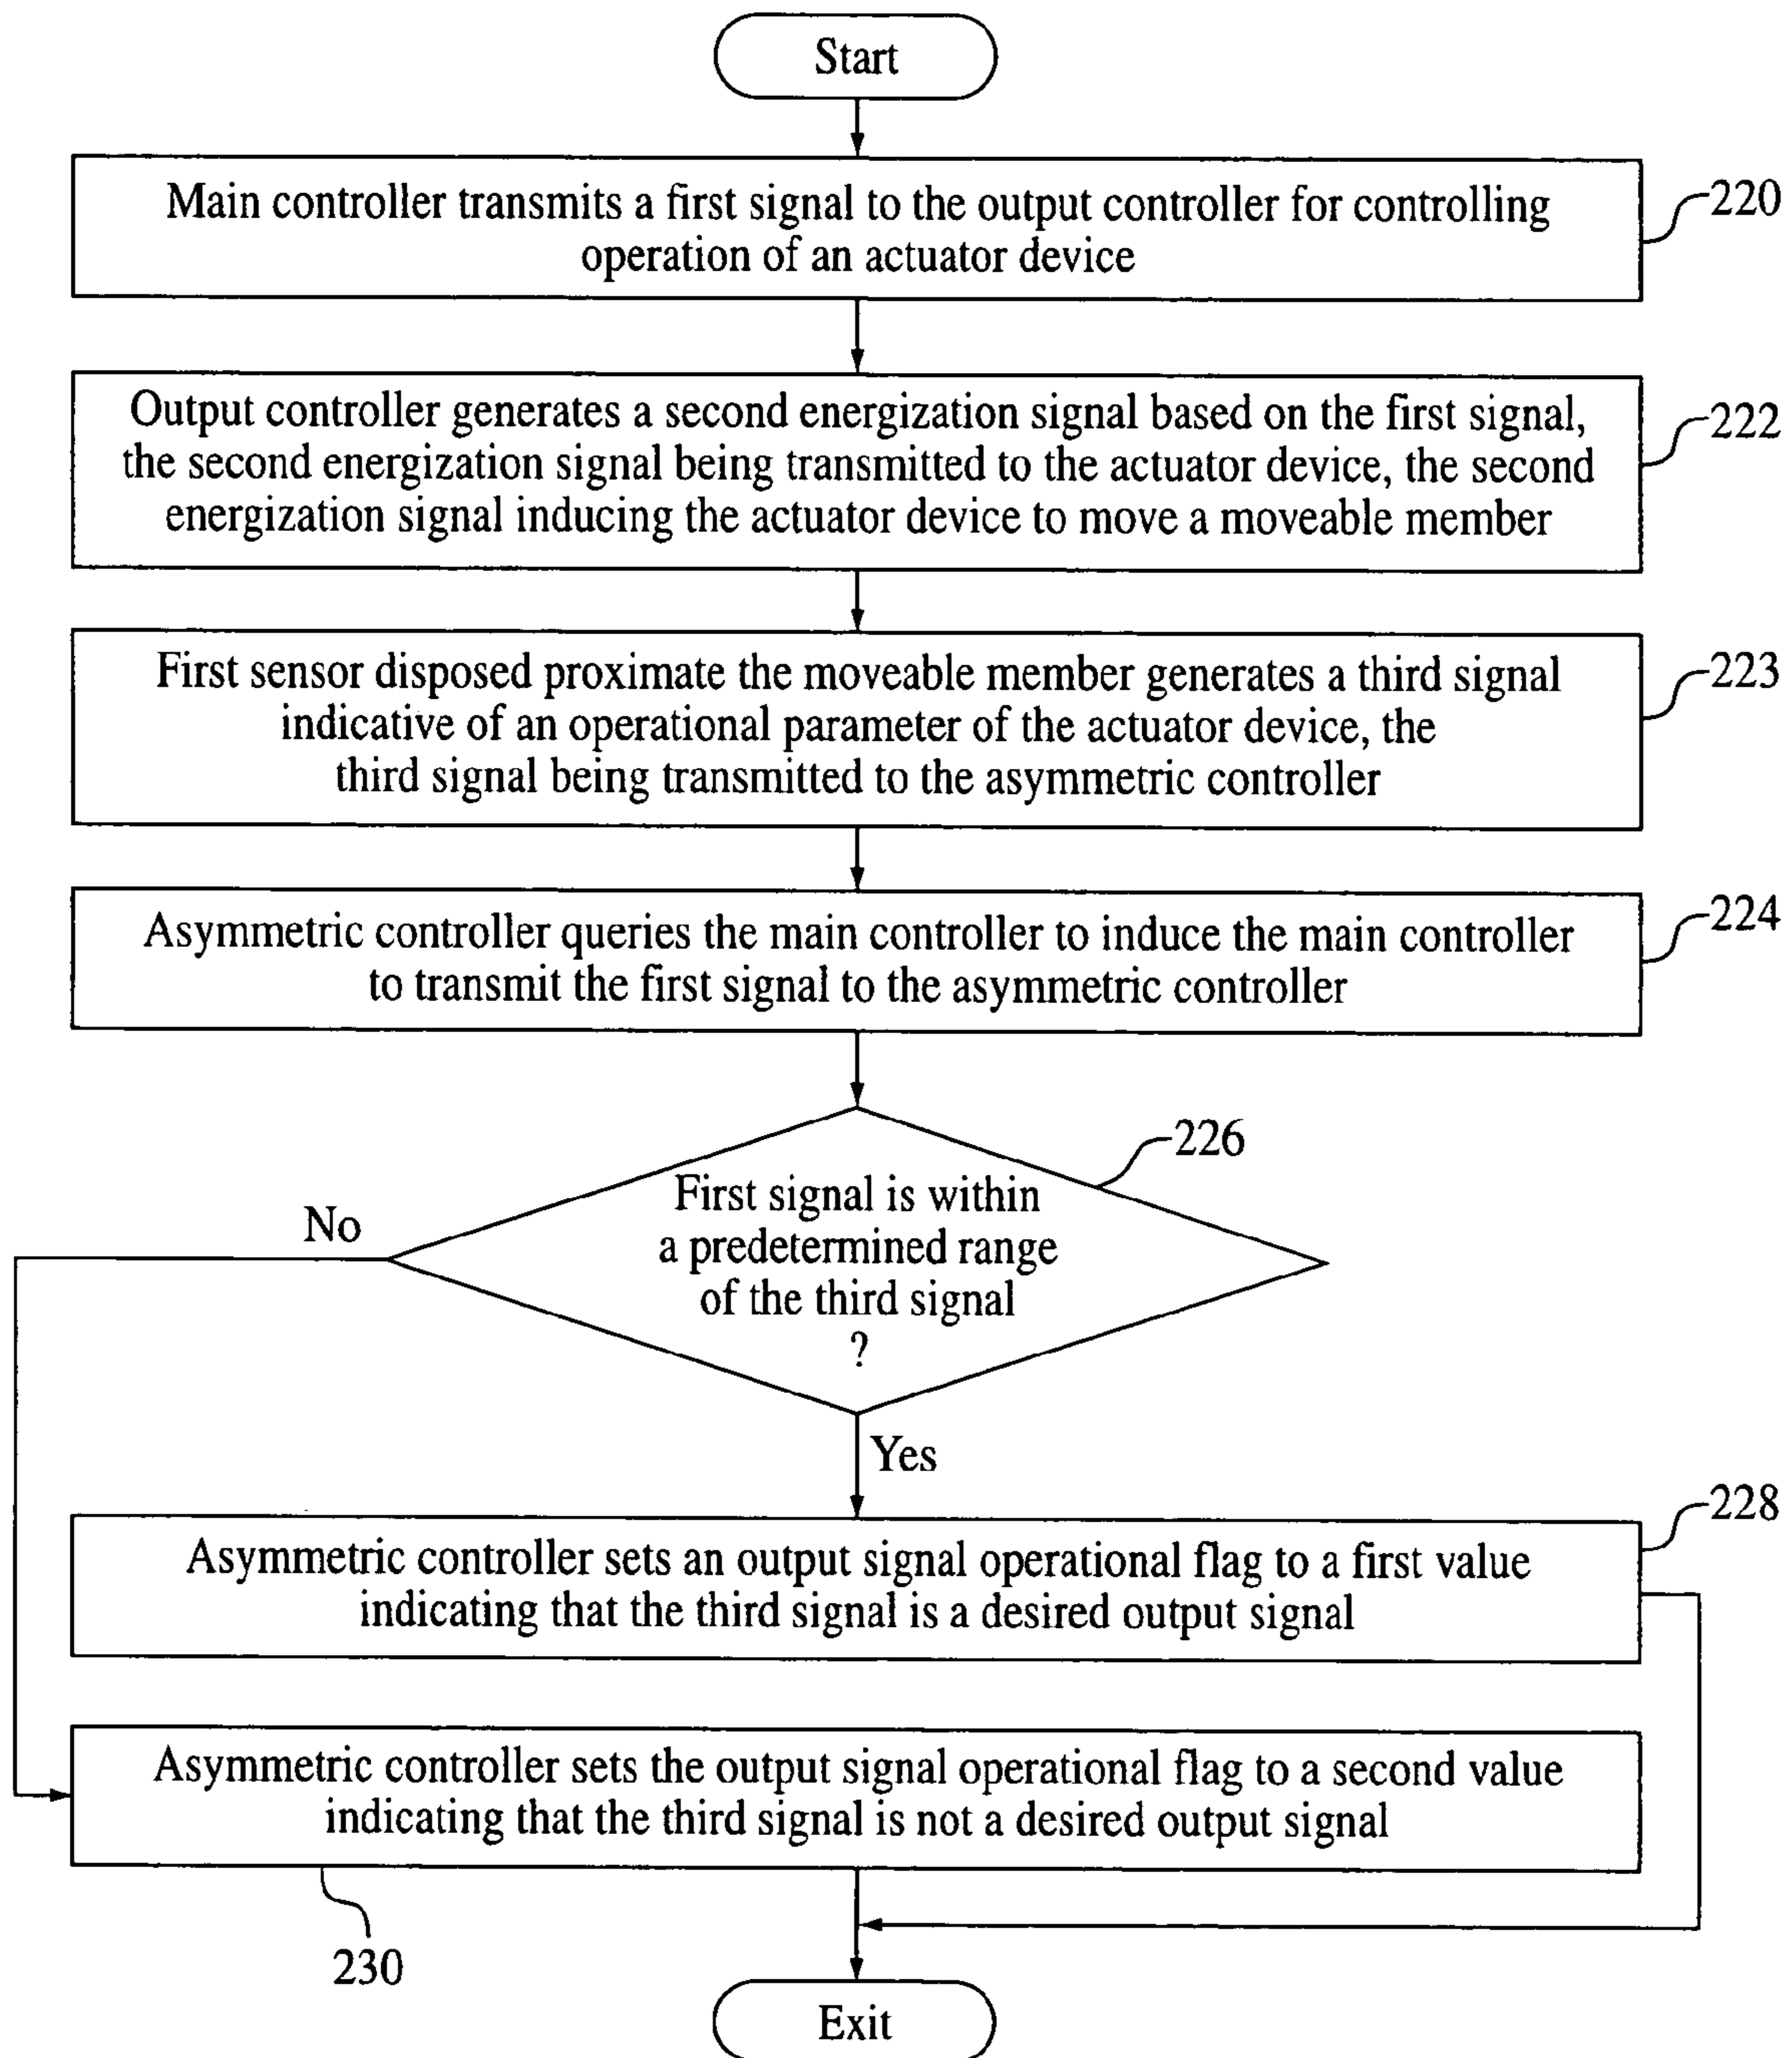 Start
Main controller transmits a first signal to the output controller for controlling
operation of an actuator device
220
Output controller generates a second energization signal based on the first signal,
the second energization signal being transmitted to the actuator device, the second
energization signal inducing the actuator device to move a moveable member
222
First sensor disposed proximate the moveable member generates a third signal
indicative of an operational parameter of the actuator device, the
third signal being transmitted to the asymmetric controller
223
Asymmetric controller queries the main controller to induce the main controller
to transmit the first signal to the asymmetric controller
224
226
First signal is within
a predetermined range
of the third signal
?
No
Yes
Asymmetric controller sets an output signal operational flag to a first value
indicating that the third signal is a desired output signal
228
Asymmetric controller sets the output signal operational flag to a second value
indicating that the third signal is not a desired output signal
230
Exit